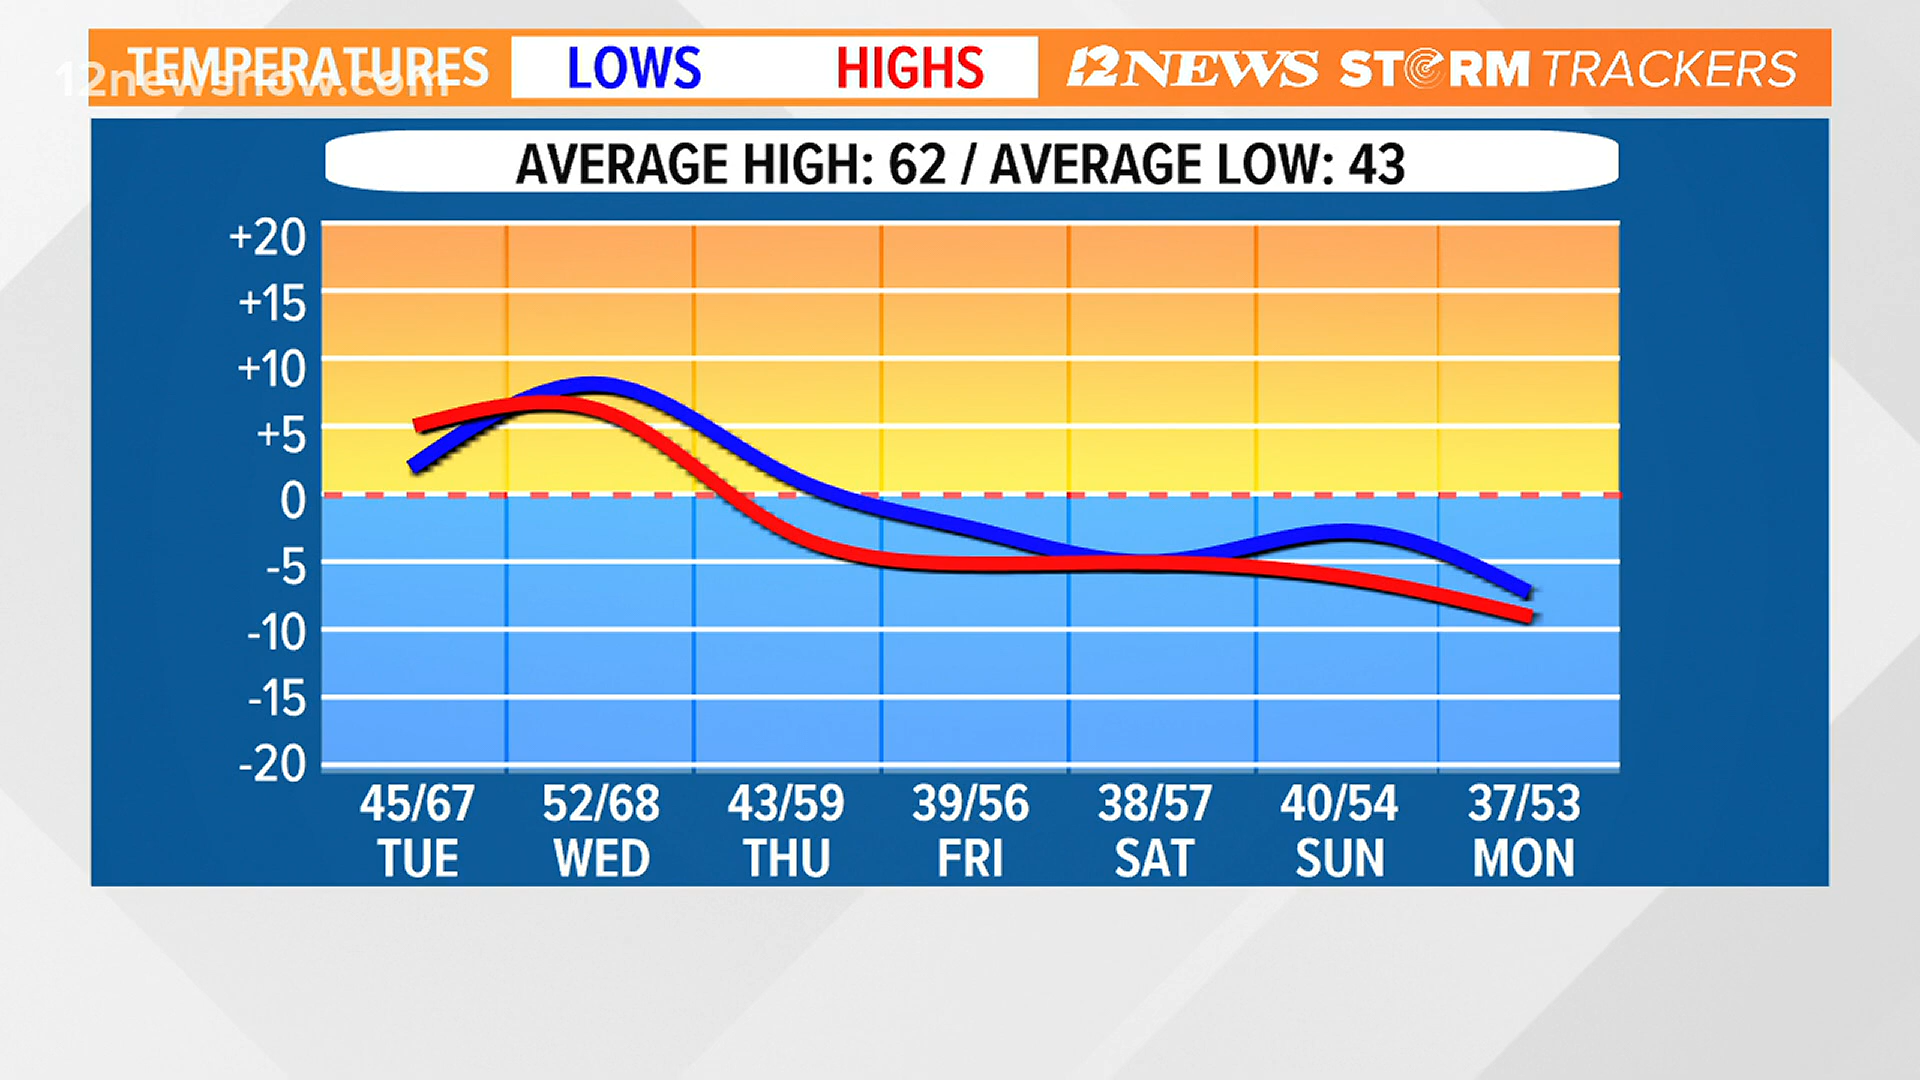 TEMPERATURES LOWS HIGHS 12NEWS STORM TRACKERS
12newsnow.com
AVERAGE HIGH: 62 / AVERAGE LOW: 43
+20
+15
+10
+5
0
-5
-10
-15
-20
45/67 52/68 43/59 39/56 38/57 40/54 37/53
TUE WED THU FRI SAT SUN MON